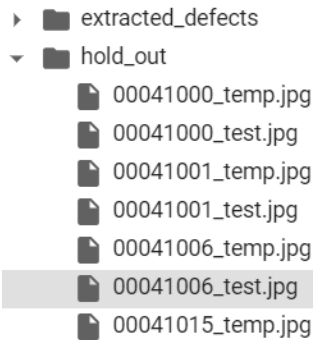 extracted_defects
hold_out
00041000_temp.jpg
00041000_test.jpg
00041001_temp.jpg
00041001_test.jpg
00041006_temp.jpg
00041006_test.jpg
00041015_temp.jpg